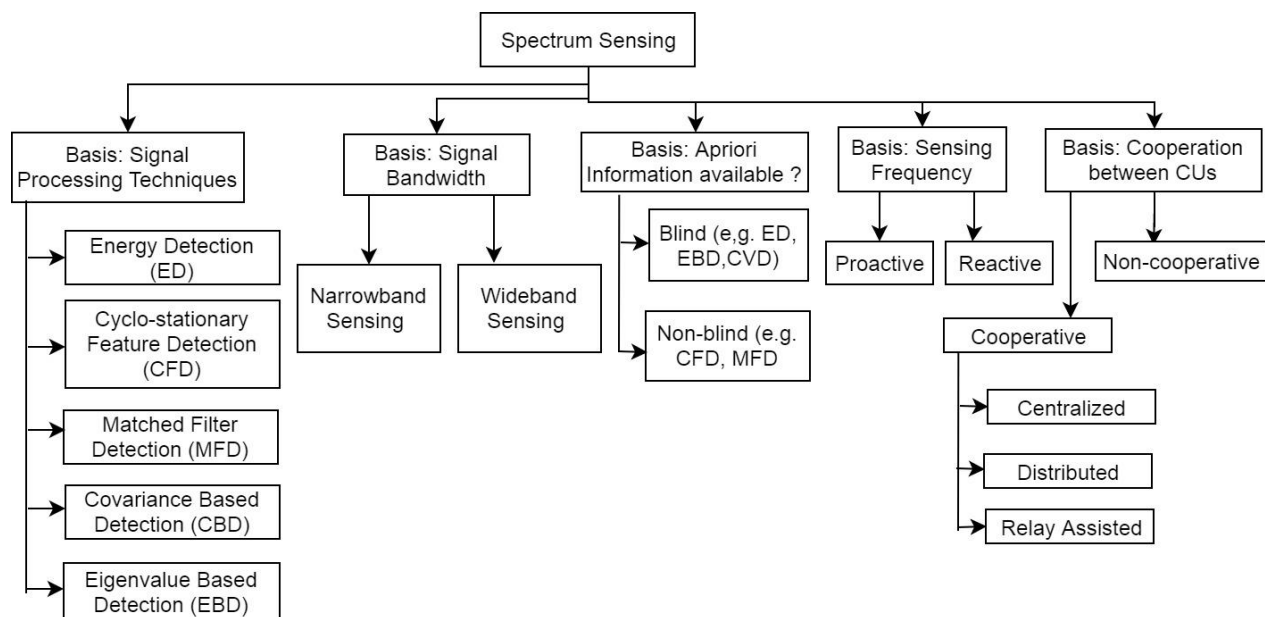 Spectrum Sensing
Basis: Signal
Processing Techniques
Energy Detection
(ED)
Cyclo-stationary
Feature Detection
(CFD)
Matched Filter
Detection (MFD)
Covariance Based
Detection (CBD)
Eigenvalue Based
Detection (EBD)
Basis: Signal
Bandwidth
Narrowband
Sensing
Wideband
Sensing
Basis: Apriori
Information available ?
Blind (e,g. ED,
EBD,CVD)
Non-blind (e.g.
CFD, MFD
Basis: Sensing
Frequency
Proactive
Reactive
Basis: Cooperation
between CUs
Non-cooperative
Cooperative
Centralized
Distributed
Relay Assisted